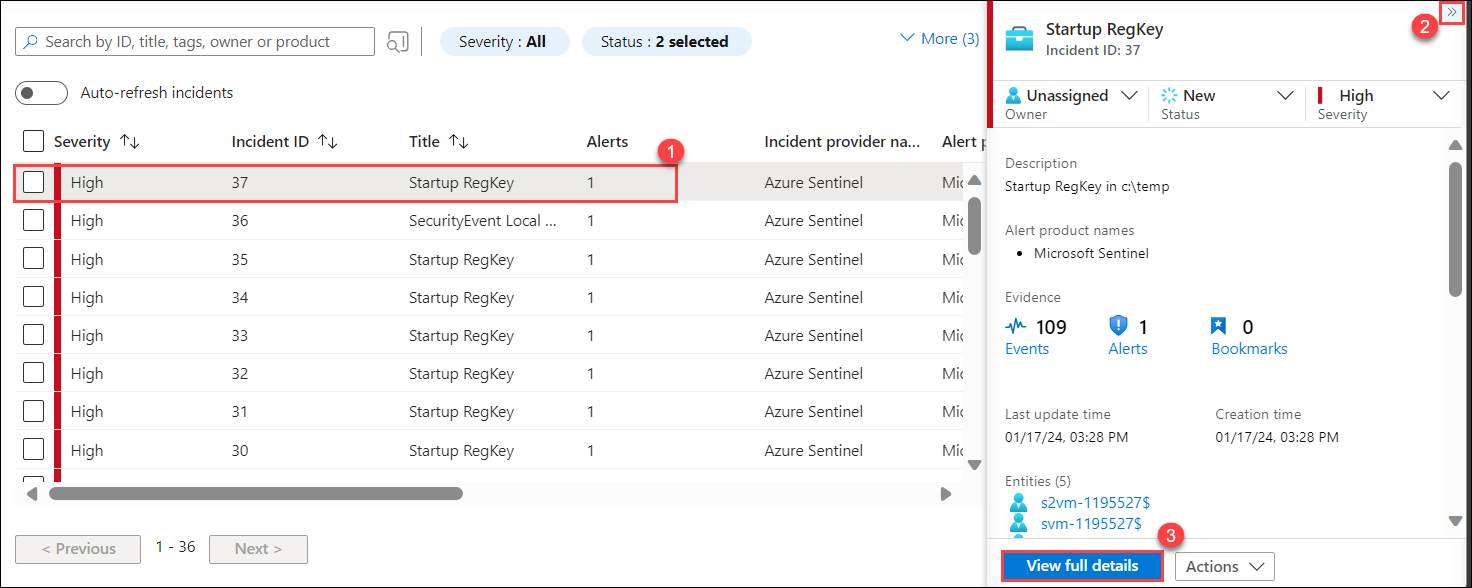 Search by ID, title, tags, owner or product
Severity : All
Status : 2 selected
More (3)
Auto-refresh incidents
Severity Incident ID Title Alerts Incident provider na... Alert p
1
High 37 Startup RegKey 1 Azure Sentinel Mic
High 36 SecurityEvent Local ... 1 Azure Sentinel Mic
High 35 Startup RegKey 1 Azure Sentinel Mic
High 34 Startup RegKey 1 Azure Sentinel Mic
High 33 Startup RegKey 1 Azure Sentinel Mic
High 32 Startup RegKey 1 Azure Sentinel Mic
High 31 Startup RegKey 1 Azure Sentinel Mic
High 30 Startup RegKey 1 Azure Sentinel Mic
< Previous 1 - 36 Next >
2 »
Startup RegKey
Incident ID: 37
Unassigned New High
Owner Status Severity
Description
Startup RegKey in c:\temp
Alert product names
• Microsoft Sentinel
Evidence
109 1 0
Events Alerts Bookmarks
Last update time Creation time
01/17/24, 03:28 PM 01/17/24, 03:28 PM
Entities (5)
s2vm-1195527$
svm-1195527$
3
View full details Actions